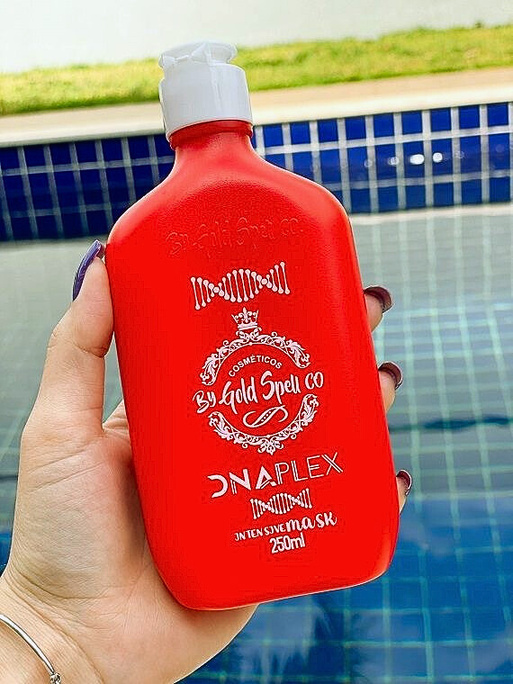 By Gold Spell CO.
COSMÉTICOS
By Gold Spell CO
DNAPLEX
INTENSIVE MASK
250ml